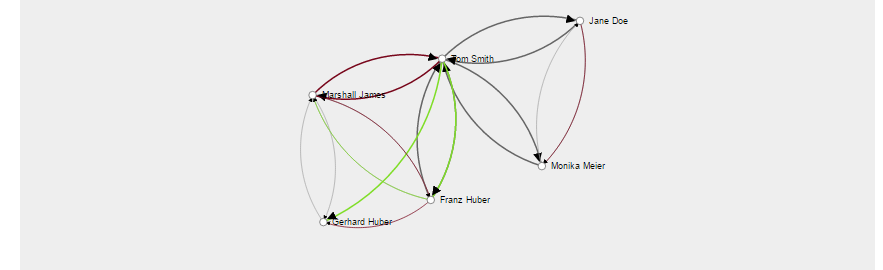 Jane Doe
Tom Smith
Marshall James
Monika Meier
Franz Huber
Gerhard Huber